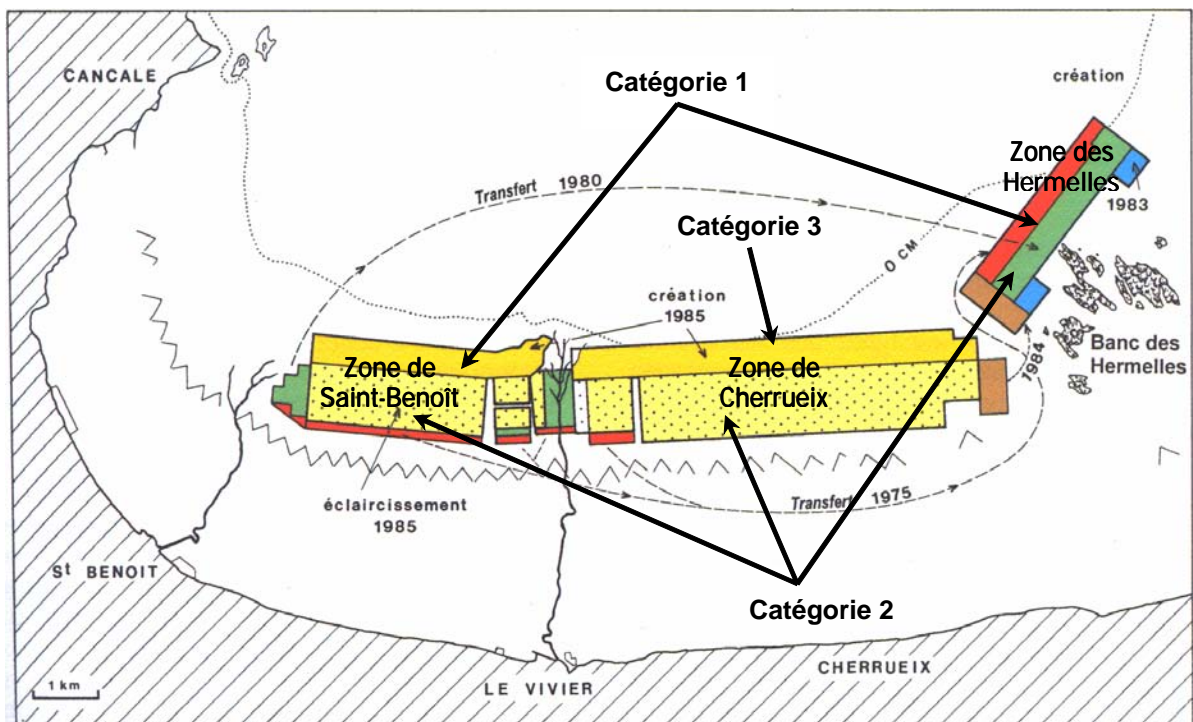 CANCALE
Catégorie 1
création
Zone des
Hermelles
1983
Transfert 1980
Catégorie 3
0 CM
création
1985
Banc des
Hermelles
1984
Zone de
Saint-Benoît
Zone de
Cherrueix
éclaircissement
1985
Transfert 1975
St BENOIT
Catégorie 2
CHERRUEIX
LE VIVIER
1 km